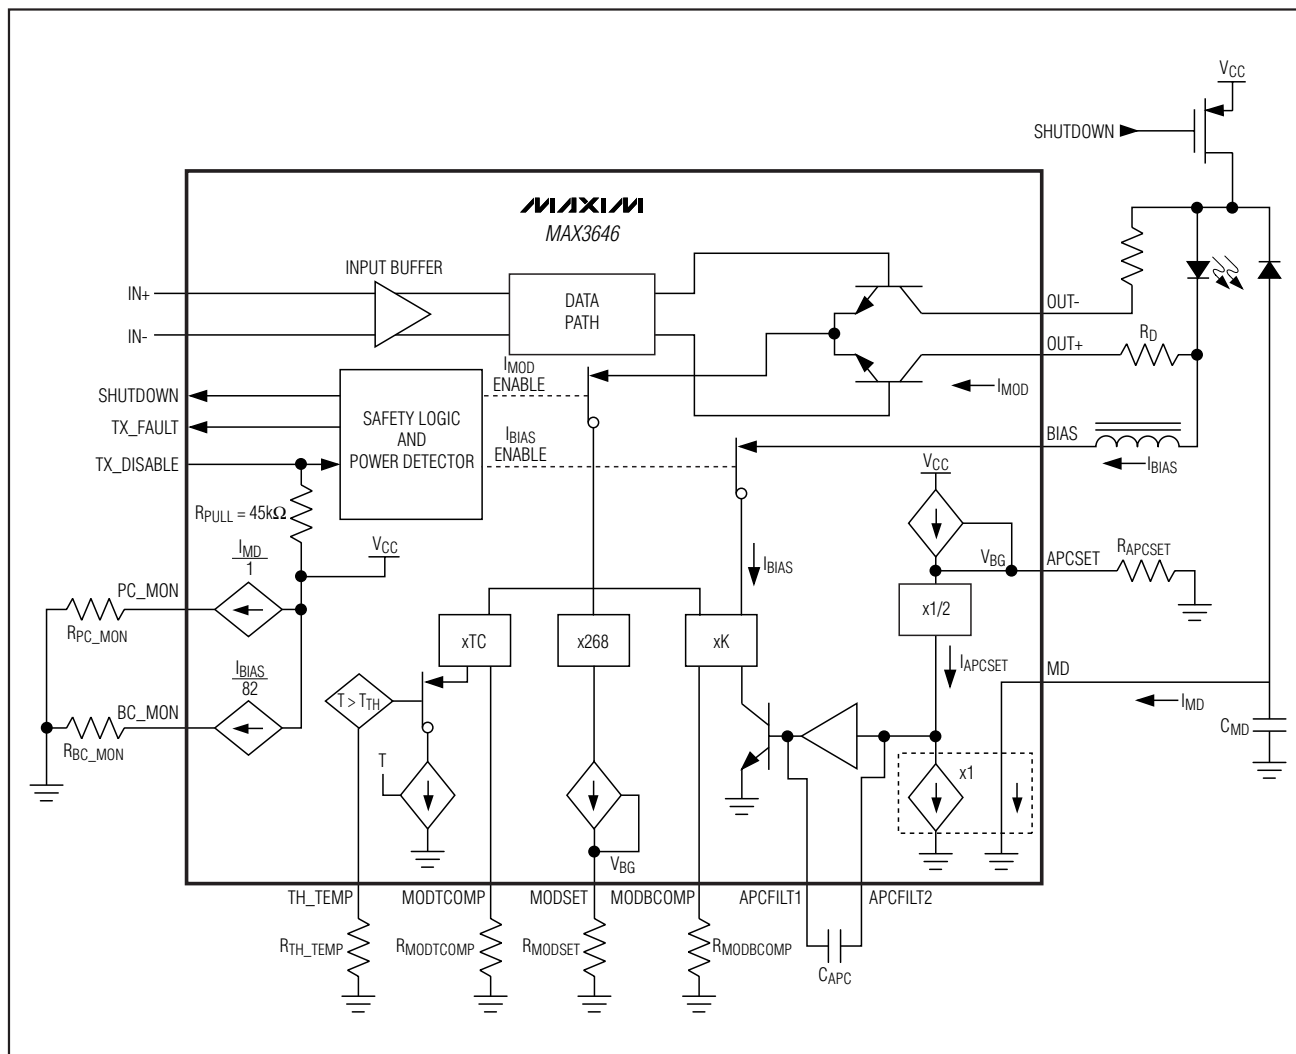 VCC
SHUTDOWN
MAXIM
MAX3646
INPUT BUFFER
IN+
IN-
DATA
PATH
OUT-
OUT+
RD
IMOD
IMOD
ENABLE
SHUTDOWN
TX_FAULT
TX_DISABLE
SAFETY LOGIC
AND
POWER DETECTOR
IBIAS
ENABLE
BIAS
IBIAS
VCC
RPULL = 45kΩ
VCC
IMD
1
PC_MON
RPC_MON
IBIAS
VBG
APCSET
RAPCSET
x1/2
xTC
x268
xK
IAPCSET
MD
IMD
IBIAS
82
BC_MON
RBC_MON
T > TTH
CMD
T
x1
VBG
TH_TEMP
MODTCOMP
MODSET
MODBCOMP
APCFILT1
APCFILT2
RTH_TEMP
RMODTCOMP
RMODSET
RMODBCOMP
CAPC